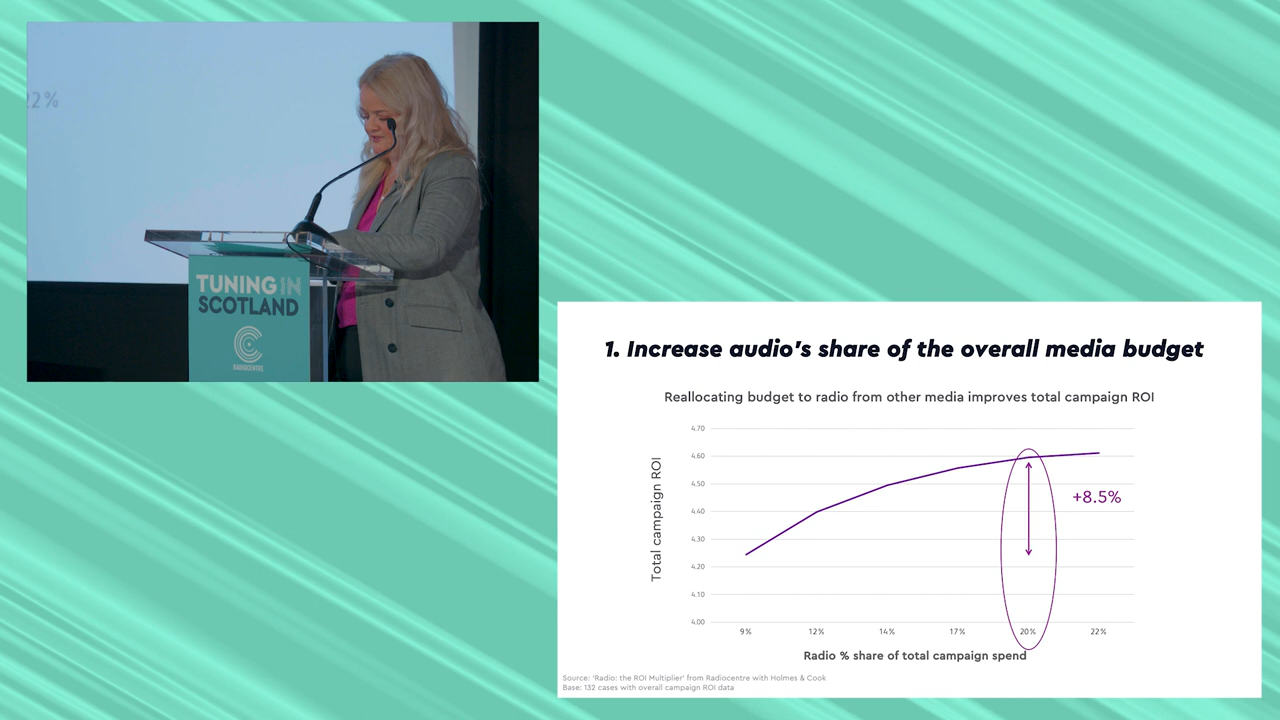 22%
TUNING IN
SCOTLAND
RADIOCENTRE
1. Increase audio's share of the overall media budget
Reallocating budget to radio from other media improves total campaign ROI
Total campaign ROI
4.70
4.60
4.50
4.40
4.30
4.20
4.10
4.00
+8.5%
9% 12% 14% 17% 20% 22%
Radio % share of total campaign spend
Source: 'Radio: the ROI Multiplier' from Radiocentre with Holmes & Cook
Base: 132 cases with overall campaign ROI data